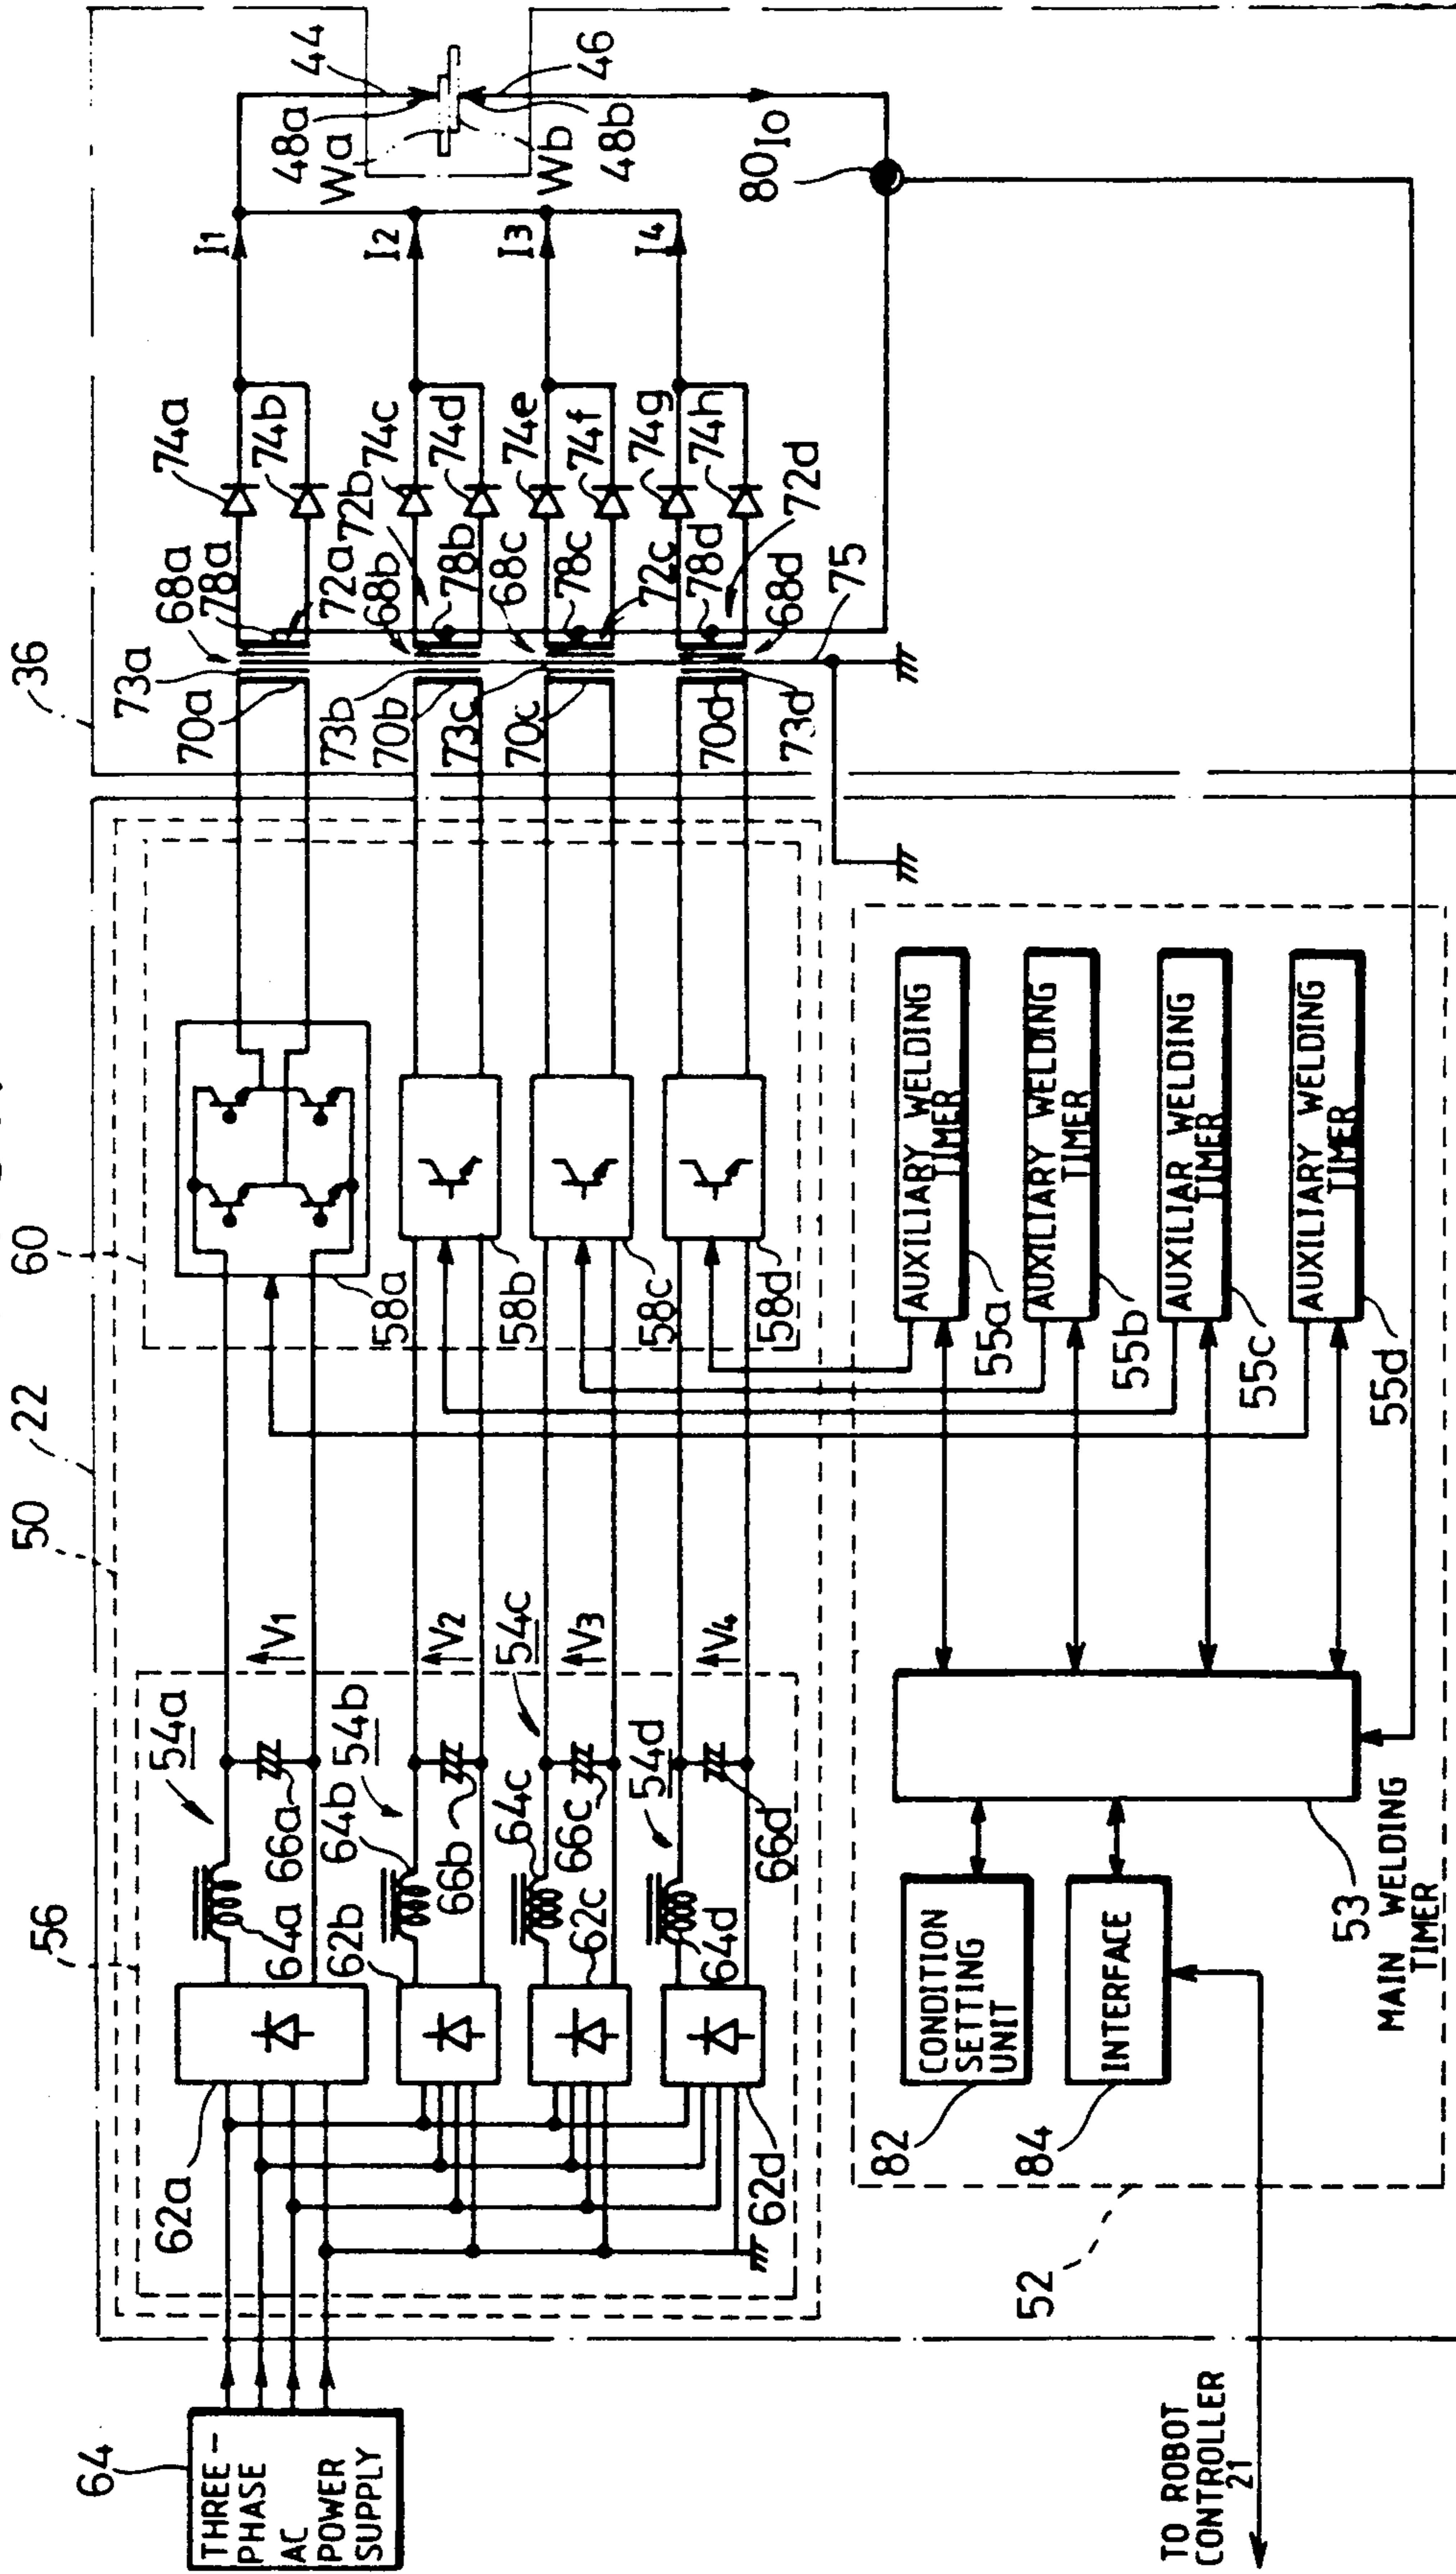 64
THREE-
PHASE
AC
POWER
SUPPLY
56
50
22
60
36
62a
62b
62c
62d
64a
64b
64c
64d
66a
66b
66c
66d
54a
54b
54c
54d
V1
V2
V3
V4
58a
58b
58c
58d
73a
70a
68a
78a
72a
73b
70b
68b
72b
78b
73c
70c
68c
78c
72c
70d
73d
78d
68d
72d
75
74a
74b
74c
74d
74e
74f
74g
74h
I1
I2
I3
I4
44
48a
Wa
Wb
48b
46
80
Io
52
82
CONDITION
SETTING
UNIT
84
INTERFACE
53
MAIN WELDING
TIMER
AUXILIARY WELDING
TIMER
55a
AUXILIARY WELDING
TIMER
55b
AUXILIAR WELDING
TIMER
55c
AUXILIARY WELDING
TIMER
55d
TO ROBOT
CONTROLLER
21